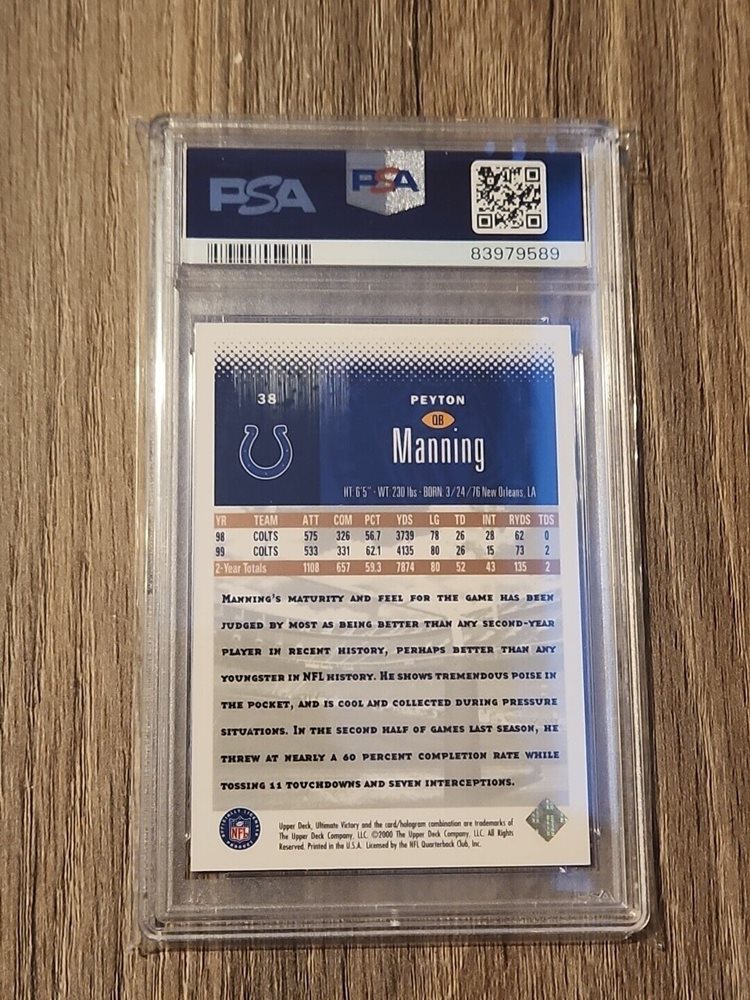 PSA PSA
83979589
38 PEYTON
QB
Manning
HT: 6'5" · WT: 230 lbs · BORN: 3/24/76 New Orleans, LA
YR TEAM ATT COM PCT YDS LG TD INT RYDS TDS
98 COLTS 575 326 56.7 3739 78 26 28 62 0
99 COLTS 533 331 62.1 4135 80 26 15 73 2
2-Year Totals 1108 657 59.3 7874 80 52 43 135 2
MANNING'S MATURITY AND FEEL FOR THE GAME HAS BEEN
JUDGED BY MOST AS BEING BETTER THAN ANY SECOND-YEAR
PLAYER IN RECENT HISTORY, PERHAPS BETTER THAN ANY
YOUNGSTER IN NFL HISTORY. HE SHOWS TREMENDOUS POISE IN
THE POCKET, AND IS COOL AND COLLECTED DURING PRESSURE
SITUATIONS. IN THE SECOND HALF OF GAMES LAST SEASON, HE
THREW AT NEARLY A 60 PERCENT COMPLETION RATE WHILE
TOSSING 11 TOUCHDOWNS AND SEVEN INTERCEPTIONS.
NFL
Upper Deck, Ultimate Victory and the card/hologram combination are trademarks of
The Upper Deck Company, LLC. ©2000 The Upper Deck Company, LLC. All Rights
Reserved. Printed in the U.S.A. Licensed by the NFL Quarterback Club, Inc.